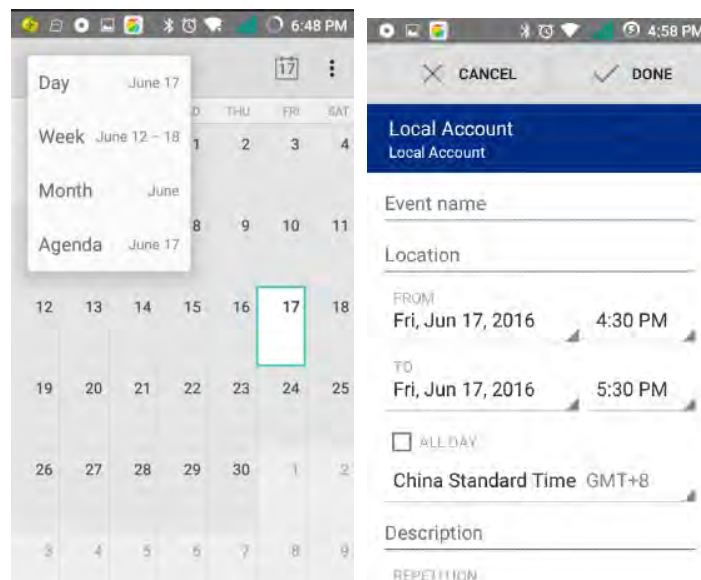 6:48 PM
17
Day June 17
Week June 12 – 18
Month June
Agenda June 17
D THU FRI SAT
1 2 3 4
8 9 10 11
12 13 14 15 16 17 18
19 20 21 22 23 24 25
26 27 28 29 30 1 2
3 4 5 6 7 8 9
4:58 PM
CANCEL DONE
Local Account
Local Account
Event name
Location
FROM
Fri, Jun 17, 2016 4:30 PM
TO
Fri, Jun 17, 2016 5:30 PM
ALL DAY
China Standard Time GMT+8
Description
REPETITION